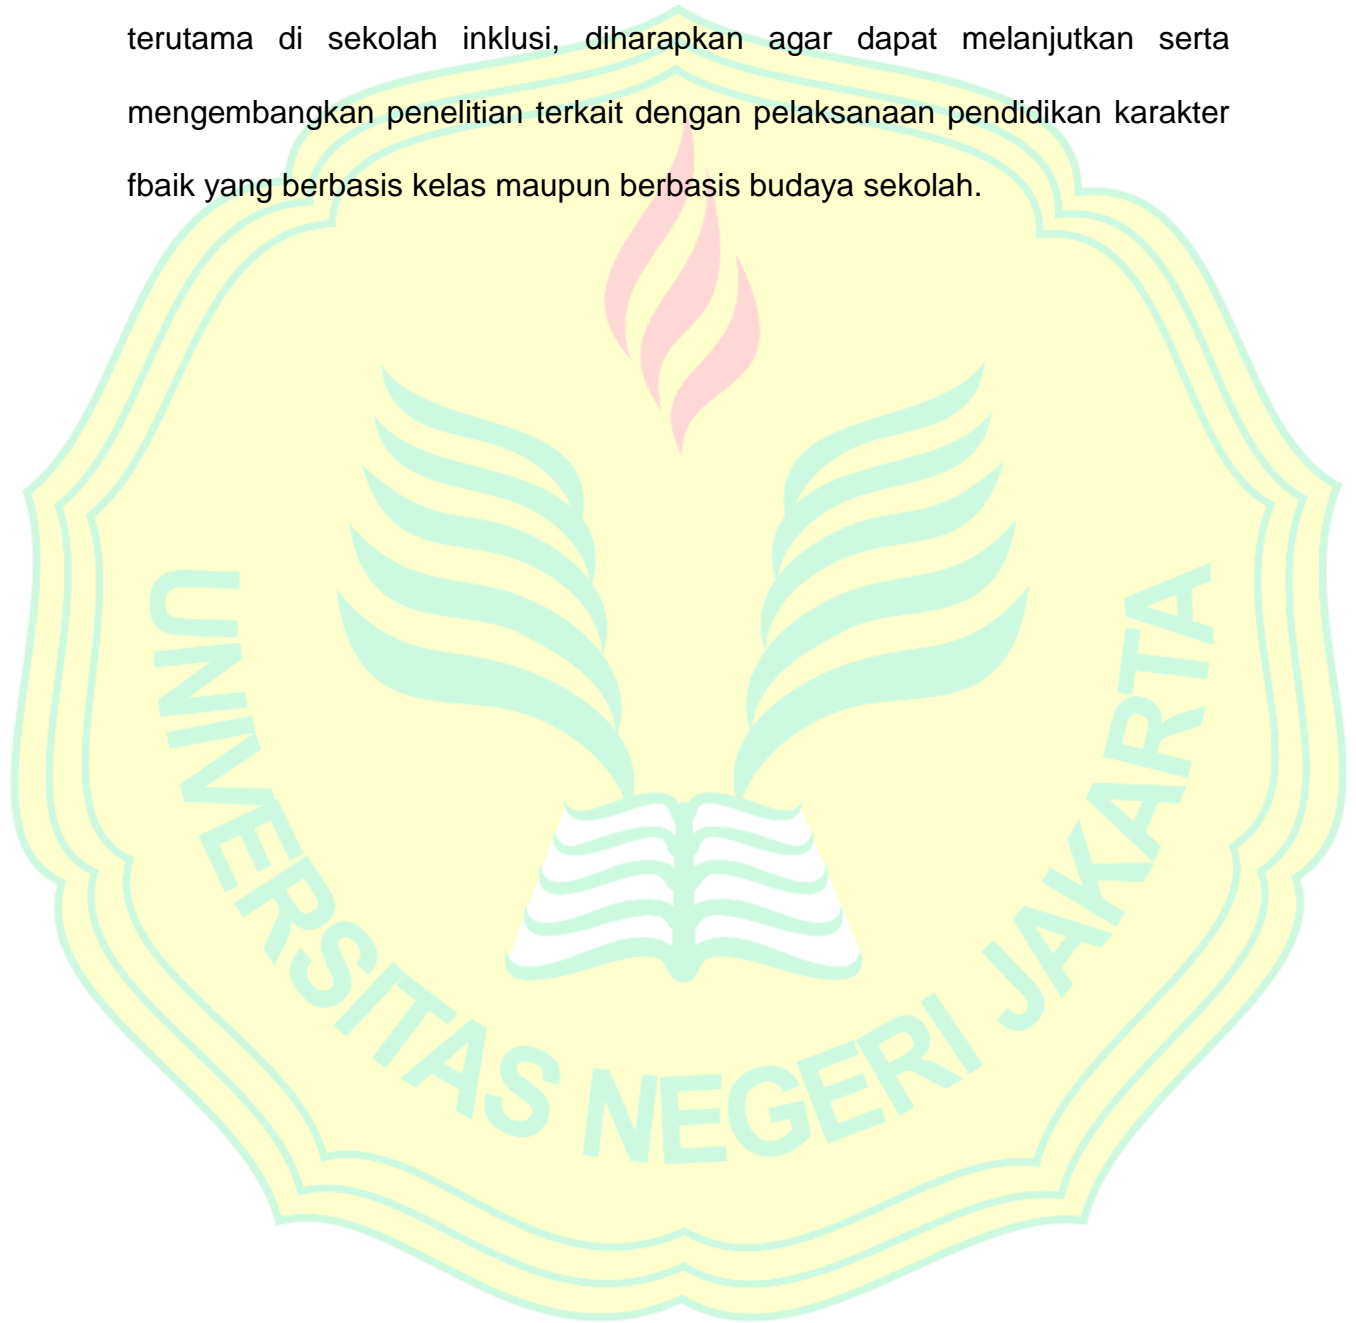 terutama di sekolah inklusi, diharapkan agar dapat melanjutkan serta
mengembangkan penelitian terkait dengan pelaksanaan pendidikan karakter
fbaik yang berbasis kelas maupun berbasis budaya sekolah.
UNIVERSITAS NEGERI JAKARTA